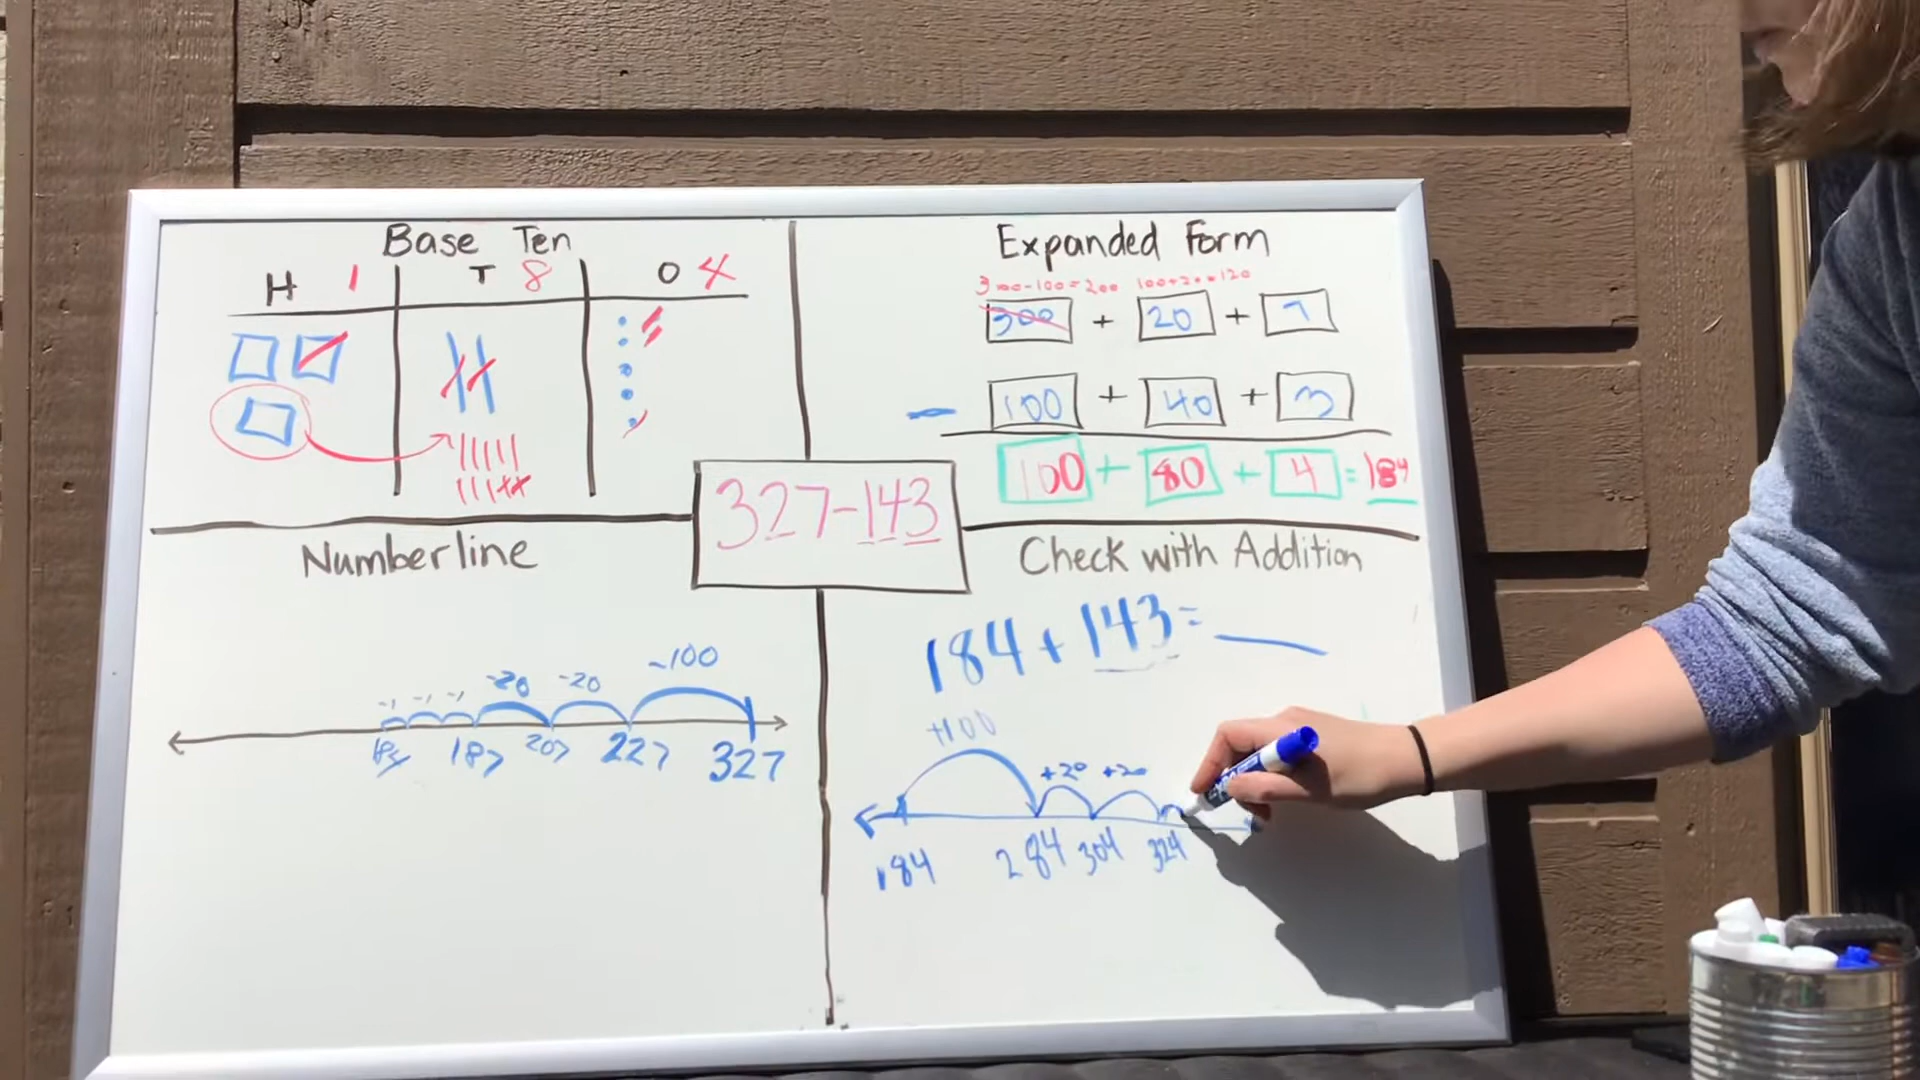 Base Ten
H 1 T 8 O 4
Expanded Form
300-100=200 100+20=120
300 + 20 + 7
- 100 + 40 + 3
100 + 80 + 4 = 184
327-143
Numberline
-1 -1 -1 -20 -20 -100
187 207 227 327
Check with Addition
184 + 143 =
+100
+20 +20
184 284 304 324